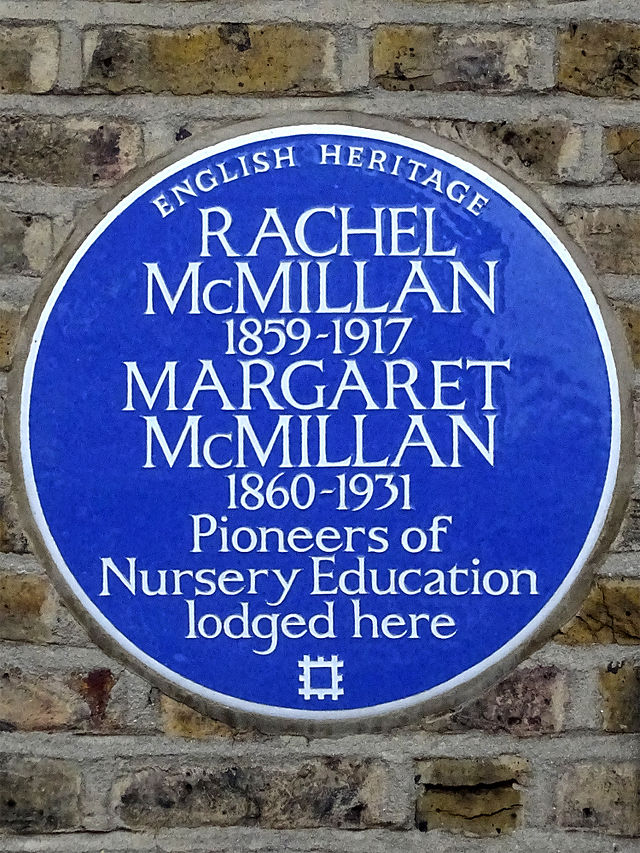 ENGLISH HERITAGE
RACHEL
McMILLAN
1859-1917
MARGARET
McMILLAN
1860-1931
Pioneers of
Nursery Education
lodged here